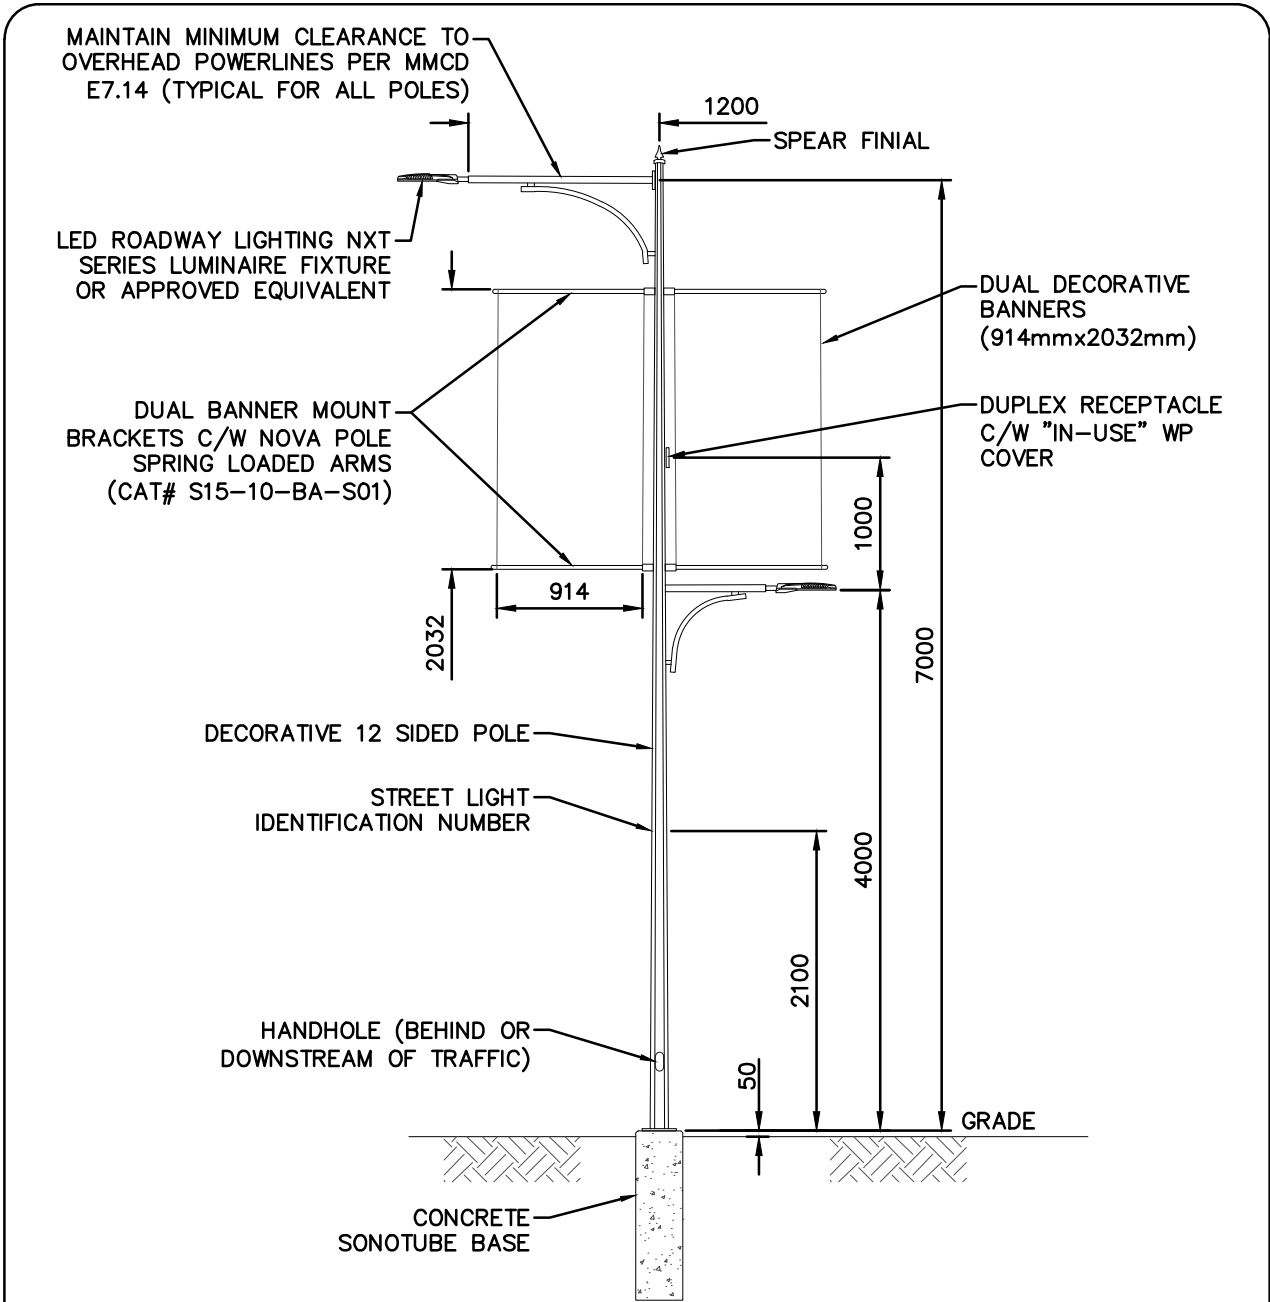 MAINTAIN MINIMUM CLEARANCE TO
OVERHEAD POWERLINES PER MMCD
E7.14 (TYPICAL FOR ALL POLES)
1200
SPEAR FINIAL
LED ROADWAY LIGHTING NXT
SERIES LUMINAIRE FIXTURE
OR APPROVED EQUIVALENT
DUAL DECORATIVE
BANNERS
(914mmx2032mm)
DUAL BANNER MOUNT
BRACKETS C/W NOVA POLE
SPRING LOADED ARMS
(CAT# S15-10-BA-S01)
DUPLEX RECEPTACLE
C/W "IN-USE" WP
COVER
1000
914
2032
7000
DECORATIVE 12 SIDED POLE
STREET LIGHT
IDENTIFICATION NUMBER
4000
2100
HANDHOLE (BEHIND OR
DOWNSTREAM OF TRAFFIC)
50
GRADE
CONCRETE
SONOTUBE BASE